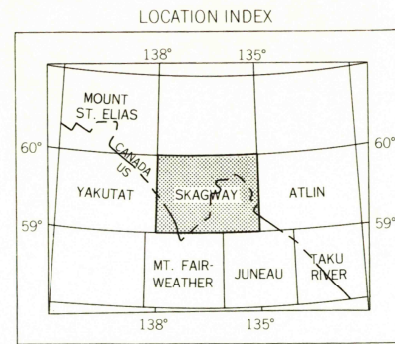 LOCATION INDEX
138° 135°
MOUNT
ST. ELIAS
60° 60°
CANADA
US
YAKUTAT SKAGWAY ATLIN
59° 59°
MT. FAIR-
WEATHER JUNEAU TAKU
RIVER
138° 135°